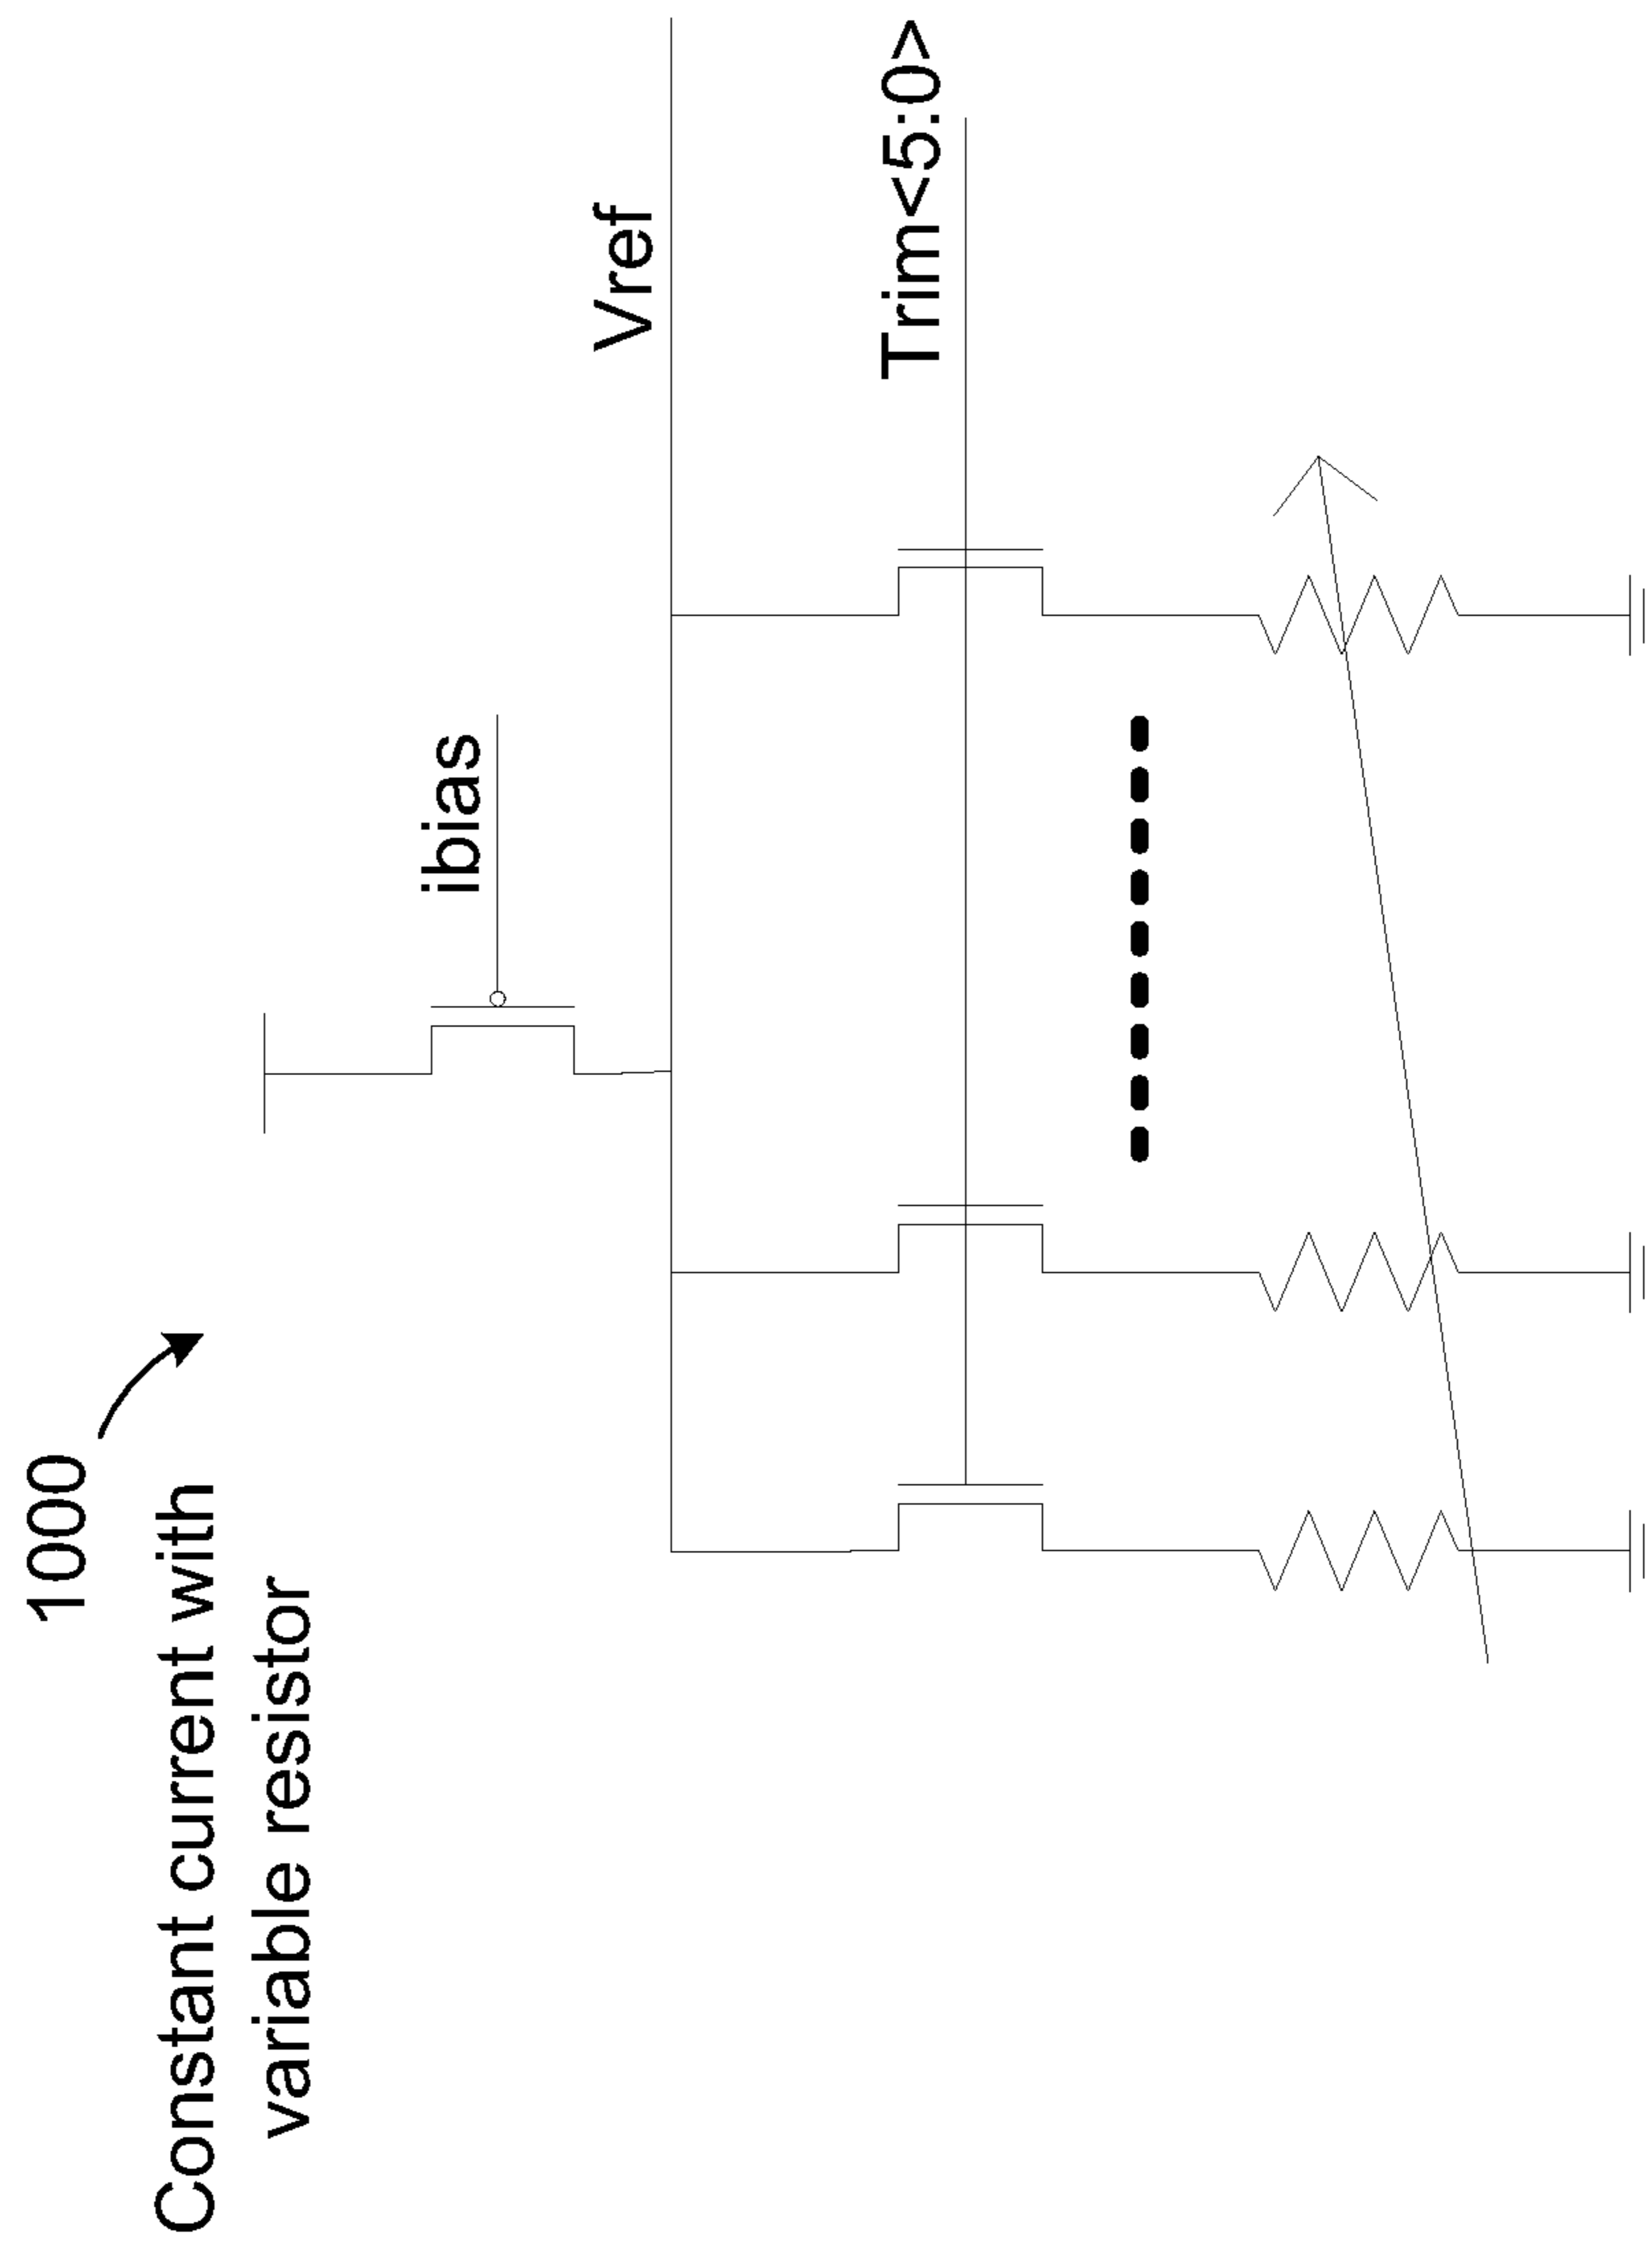 1000
Constant current with
variable resistor
ibias
Vref
Trim<5:0>